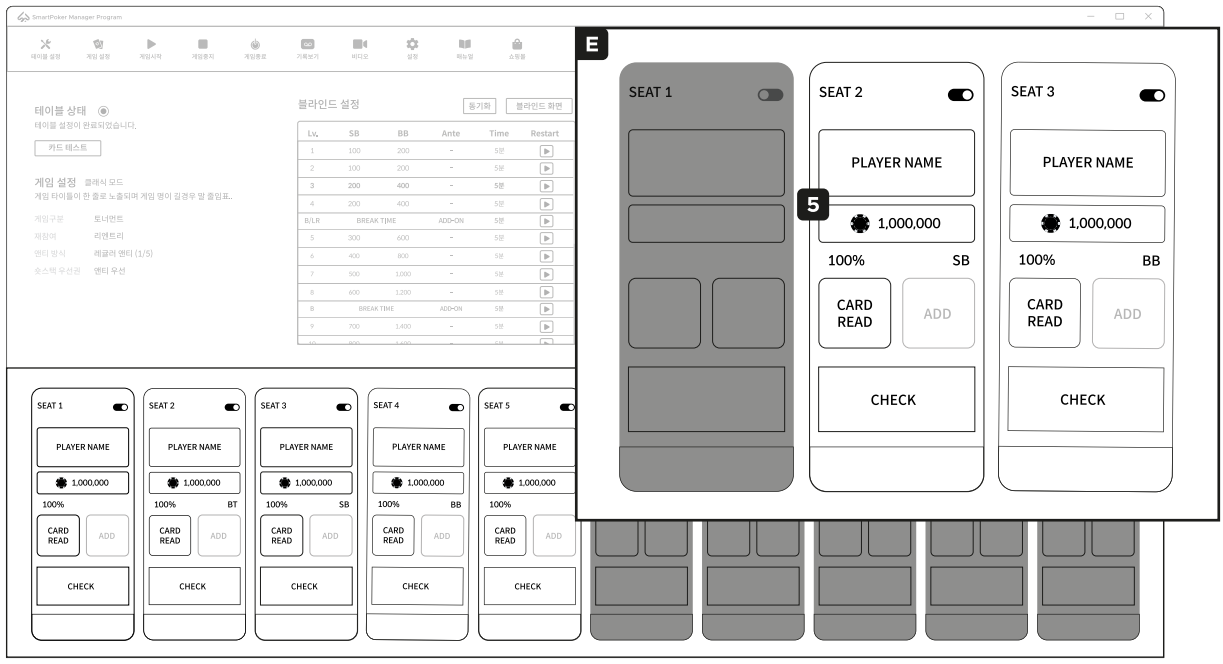 SmartPoker Manager Program
테이블 설정 게임 설정 게임시작 게임중지 게임종료 기록보기 비디오 설정 매뉴얼 쇼핑몰
테이블 상태
테이블 설정이 완료되었습니다.
카드 테스트
게임 설정 클래식 모드
게임 타이틀이 한 줄로 노출되며 게임 명이 길경우 말 줄임표..
게임구분 토너먼트
재참여 리엔트리
앤티 방식 레귤러 앤티 (1/5)
숏스택 우선권 앤티 우선
블라인드 설정 동기화 블라인드 화면
Lv. SB BB Ante Time Restart
1 100 200 - 5분
2 100 200 - 5분
3 200 400 - 5분
4 200 400 - 5분
B/LR BREAK TIME ADD-ON 5분
5 300 600 - 5분
6 400 800 - 5분
7 500 1,000 - 5분
8 600 1,200 - 5분
B BREAK TIME ADD-ON 5분
9 700 1,400 - 5분
E
SEAT 1 SEAT 2 SEAT 3
PLAYER NAME PLAYER NAME
5
1,000,000 1,000,000
100% SB 100% BB
CARD READ ADD CARD READ ADD
CHECK CHECK
SEAT 1 SEAT 2 SEAT 3 SEAT 4 SEAT 5
PLAYER NAME PLAYER NAME PLAYER NAME PLAYER NAME PLAYER NAME
1,000,000 1,000,000 1,000,000 1,000,000 1,000,000
100% 100% BT 100% SB 100% BB 100%
CARD READ ADD CARD READ ADD CARD READ ADD CARD READ ADD CARD READ ADD
CHECK CHECK CHECK CHECK CHECK